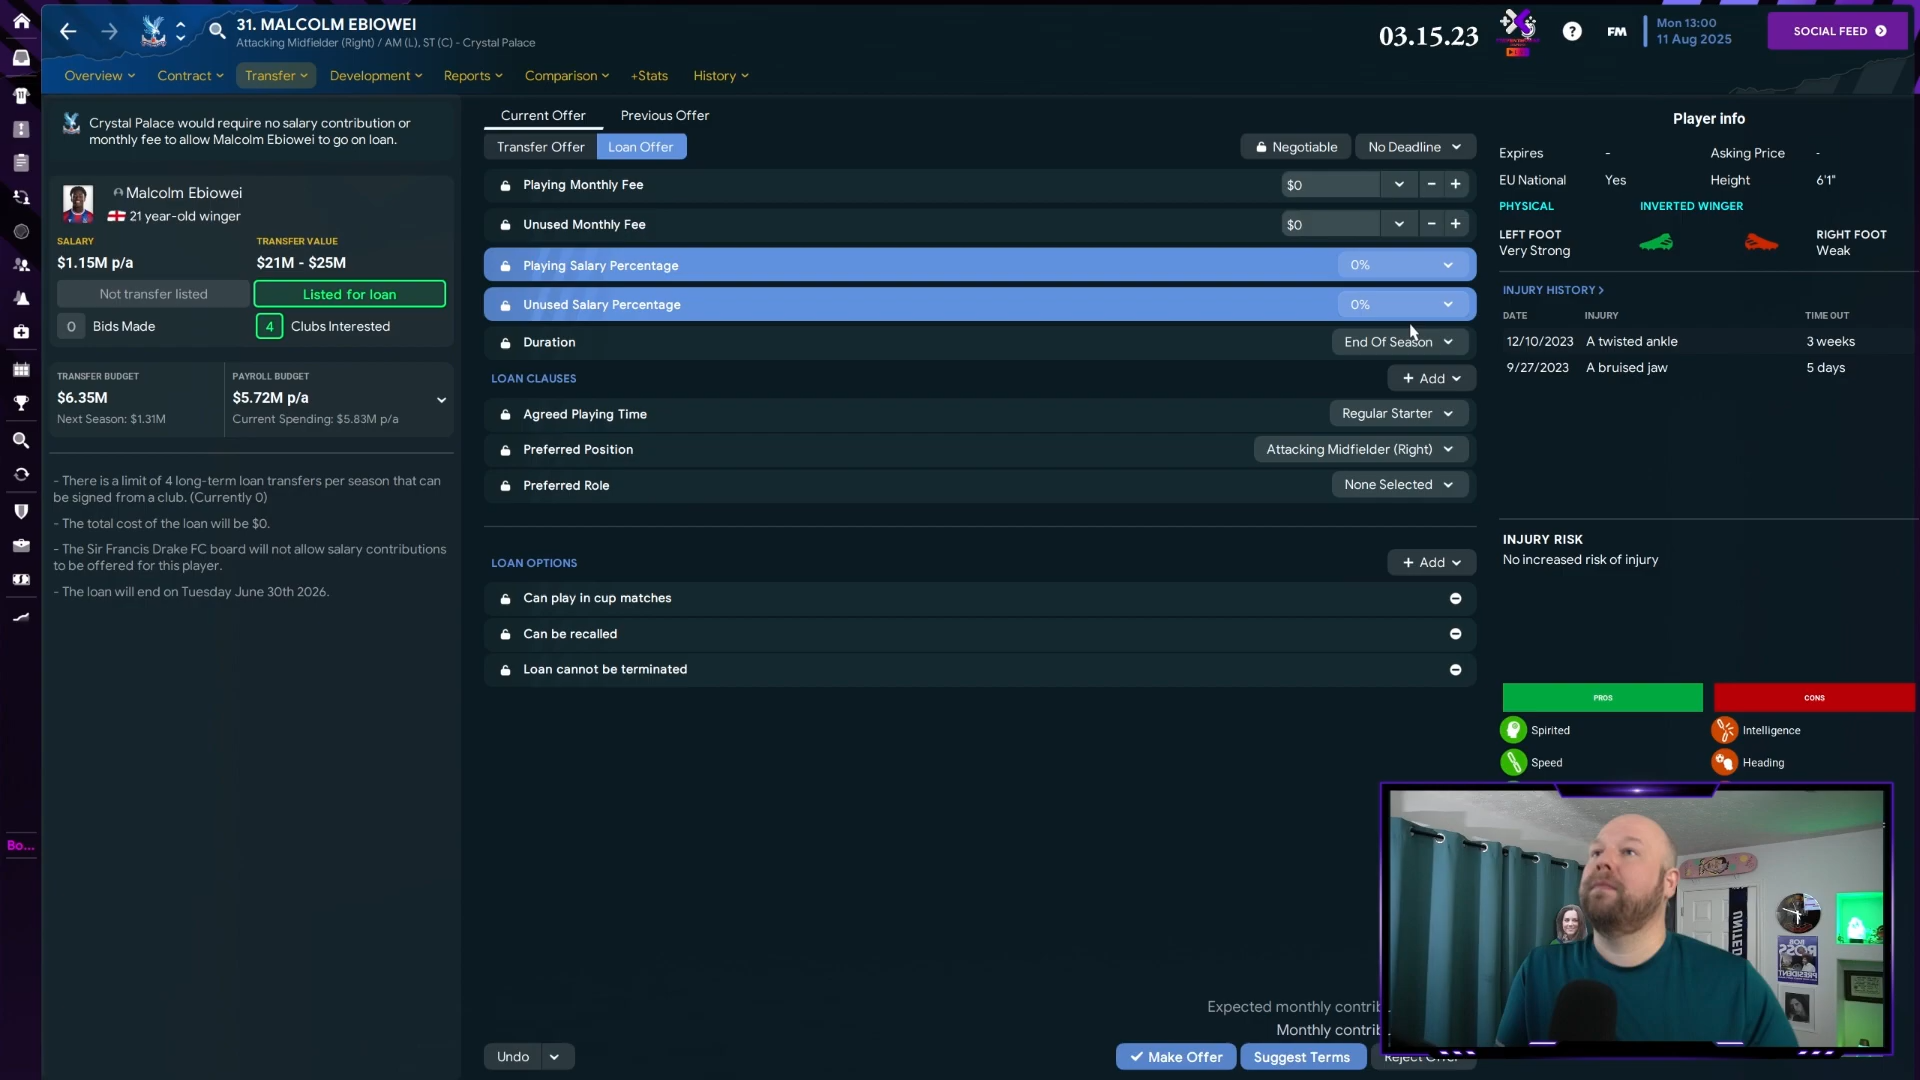 31. MALCOLM EBIOWEI
Attacking Midfielder (Right) / AM (L), ST (C) - Crystal Palace
03.15.23
FM
Mon 13:00
11 Aug 2025
SOCIAL FEED
Overview
Contract
Transfer
Development
Reports
Comparison
+Stats
History
Crystal Palace would require no salary contribution or
monthly fee to allow Malcolm Ebiowei to go on loan.
Malcolm Ebiowei
21 year-old winger
SALARY
TRANSFER VALUE
$1.15M p/a
$21M - $25M
Not transfer listed
Listed for loan
0 Bids Made
4 Clubs Interested
TRANSFER BUDGET
PAYROLL BUDGET
$6.35M
$5.72M p/a
Next Season: $1.31M
Current Spending: $5.83M p/a
- There is a limit of 4 long-term loan transfers per season that can
be signed from a club. (Currently 0)
- The total cost of the loan will be $0.
- The Sir Francis Drake FC board will not allow salary contributions
to be offered for this player.
- The loan will end on Tuesday June 30th 2026.
Bo...
Current Offer
Previous Offer
Transfer Offer
Loan Offer
Negotiable
No Deadline
Playing Monthly Fee
$0
Unused Monthly Fee
$0
Playing Salary Percentage
0%
Unused Salary Percentage
0%
Duration
End Of Season
LOAN CLAUSES
+ Add
Agreed Playing Time
Regular Starter
Preferred Position
Attacking Midfielder (Right)
Preferred Role
None Selected
LOAN OPTIONS
+ Add
Can play in cup matches
Can be recalled
Loan cannot be terminated
Expected monthly contrib
Monthly contrib
Undo
Make Offer
Suggest Terms
Reject Offer
Player info
Expires -
Asking Price -
EU National Yes
Height 6'1"
PHYSICAL
INVERTED WINGER
LEFT FOOT
Very Strong
RIGHT FOOT
Weak
INJURY HISTORY >
DATE INJURY TIME OUT
12/10/2023 A twisted ankle 3 weeks
9/27/2023 A bruised jaw 5 days
INJURY RISK
No increased risk of injury
PROS
CONS
Spirited
Intelligence
Speed
Heading
UNITED
BOB
ROSS
PRESIDENT